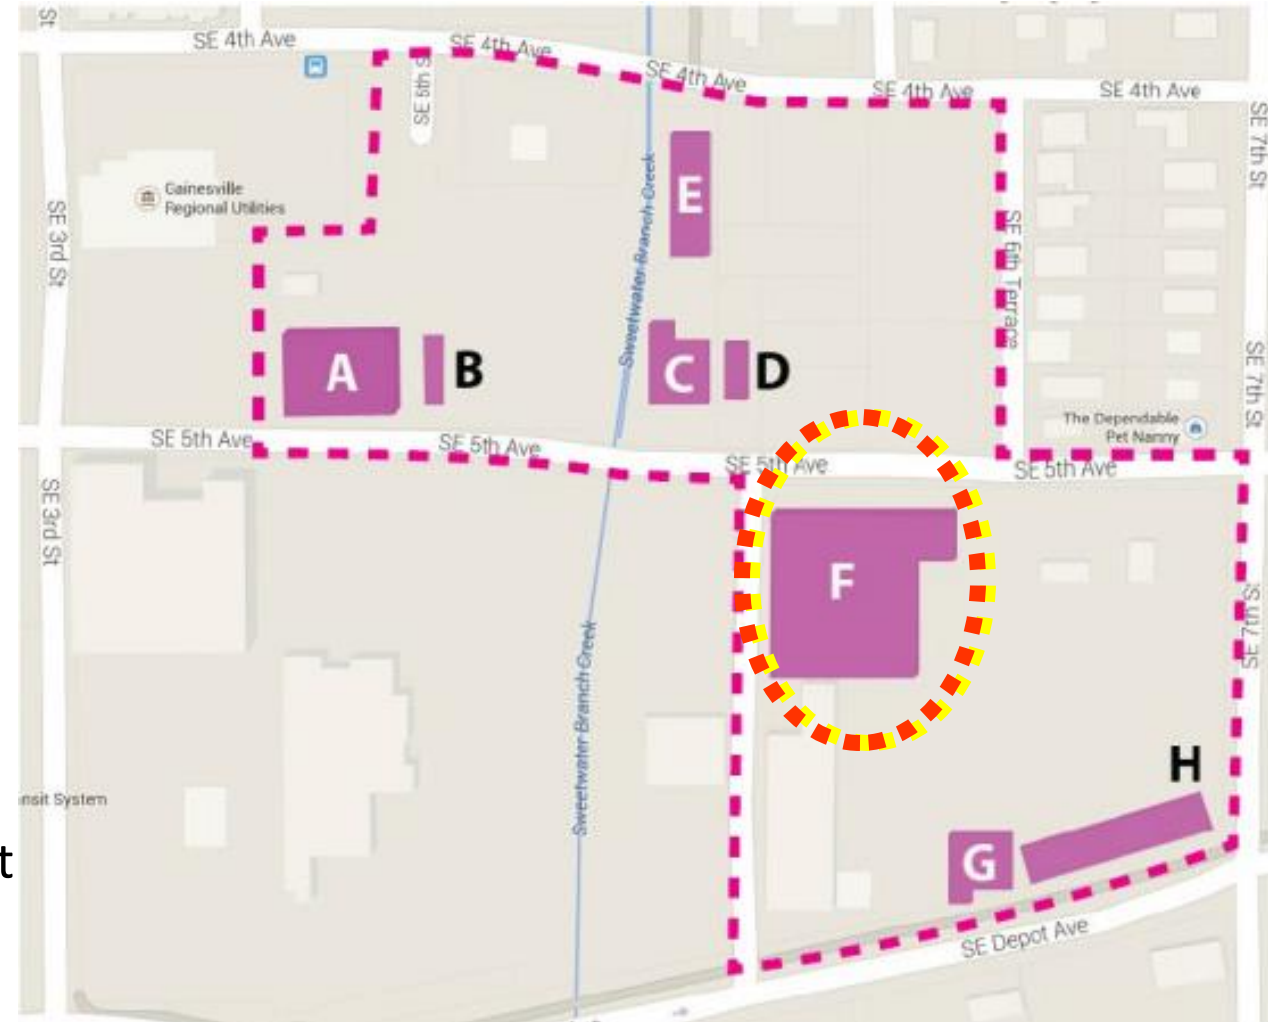 St
SE 4th Ave
SE 4th Ave
SE 4th Ave
SE 4th Ave
SE 4th Ave
SE 5th S
SE 7th St
E
Gainesville
Regional Utilities
Sweetwater Branch Creek
SE 3rd St
SE 6th Terrace
A
B
C
D
SE 7th St
The Dependable
Pet Nanny
SE 5th Ave
SE 5th Ave
SE 5th Ave
SE 5th Ave
SE 3rd St
F
SE 7th S
Sweetwater Branch Creek
H
nsit System
t
G
SE Depot Ave